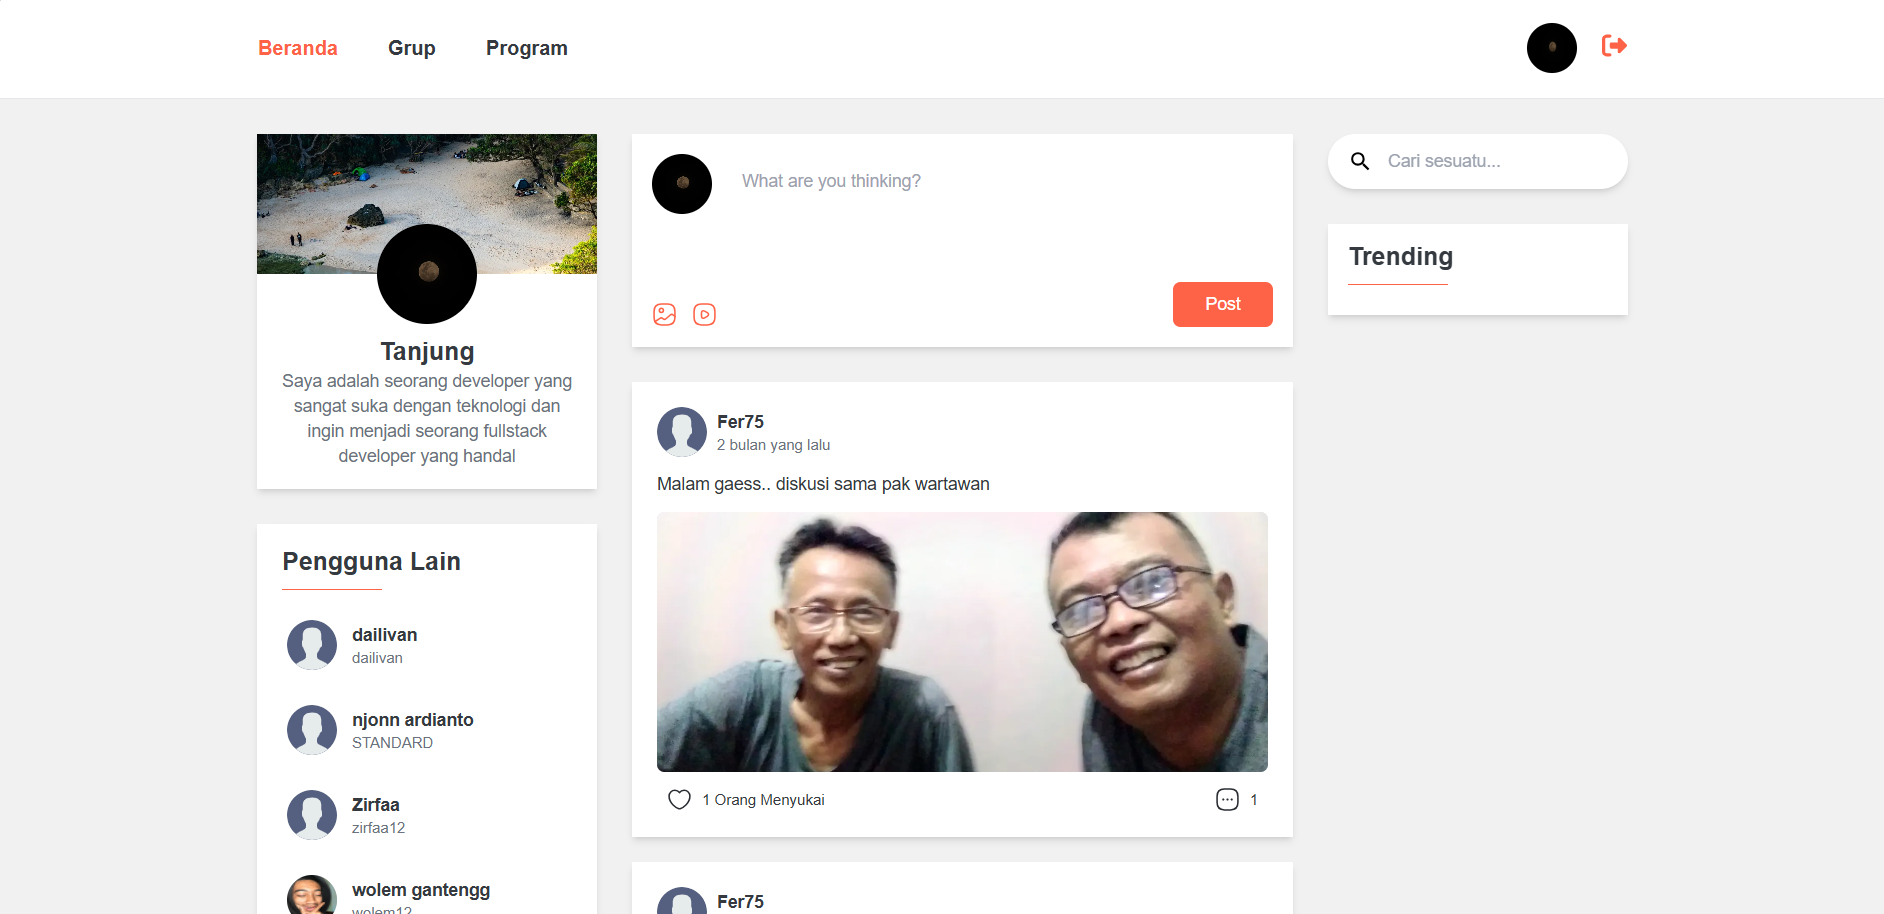 Beranda
Grup
Program
Tanjung
Saya adalah seorang developer yang
sangat suka dengan teknologi dan
ingin menjadi seorang fullstack
developer yang handal
Pengguna Lain
dailivan
dailivan
njonn ardianto
STANDARD
Zirfaa
zirfaa12
wolem gantengg
wolem12
What are you thinking?
Post
Fer75
2 bulan yang lalu
Malam gaess.. diskusi sama pak wartawan
1 Orang Menyukai
1
Fer75
Cari sesuatu...
Trending